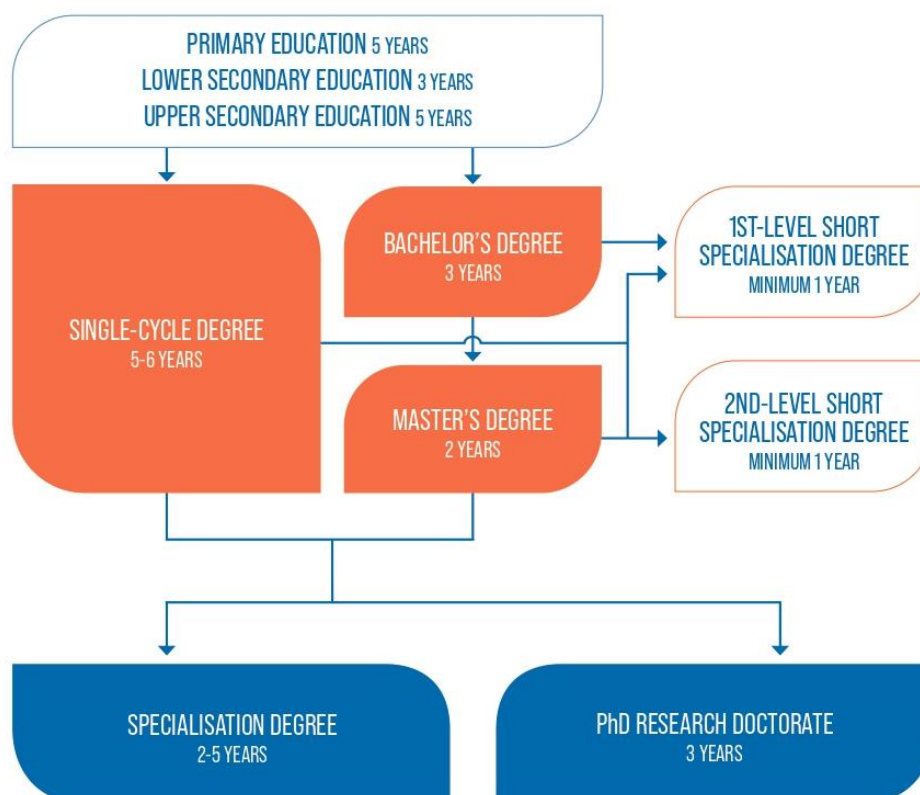 PRIMARY EDUCATION 5 YEARS
LOWER SECONDARY EDUCATION 3 YEARS
UPPER SECONDARY EDUCATION 5 YEARS
SINGLE-CYCLE DEGREE
5-6 YEARS
BACHELOR'S DEGREE
3 YEARS
1ST-LEVEL SHORT
SPECIALISATION DEGREE
MINIMUM 1 YEAR
MASTER'S DEGREE
2 YEARS
2ND-LEVEL SHORT
SPECIALISATION DEGREE
MINIMUM 1 YEAR
SPECIALISATION DEGREE
2-5 YEARS
PhD RESEARCH DOCTORATE
3 YEARS